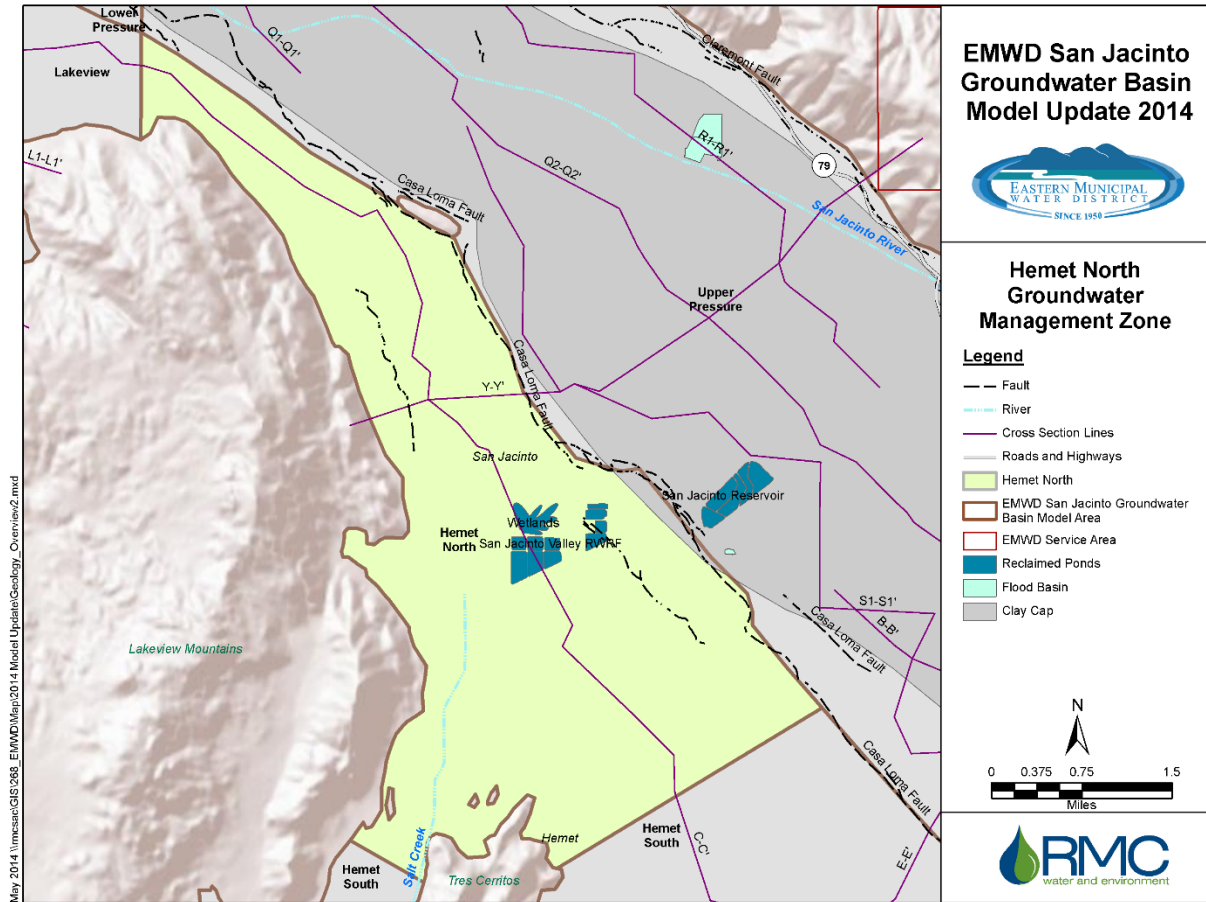 Lower
Pressure
Lakeview
Q1-Q1'
Claremont Fault
L1-L1'
R1-R1'
79
Q2-Q2'
Casa Loma Fault
San Jacinto River
Upper
Pressure
Casa Loma Fault
Y-Y'
San Jacinto
San Jacinto Reservoir
Wetlands
Hemet
North
San Jacinto Valley RWRF
S1-S1'
B-B'
Casa Loma Fault
Lakeview Mountains
Casa Loma Fault
Hemet
Hemet
South
C-C'
E-E'
Hemet
South
Salt Creek
Tres Cerritos
May 2014 \\rmcsac\GIS\268_EMWD\Map\2014 Model Update\Geology_Overview2.mxd
EMWD San Jacinto
Groundwater Basin
Model Update 2014
EASTERN MUNICIPAL
WATER DISTRICT
SINCE 1950
Hemet North
Groundwater
Management Zone
Legend
Fault
River
Cross Section Lines
Roads and Highways
Hemet North
EMWD San Jacinto Groundwater
Basin Model Area
EMWD Service Area
Reclaimed Ponds
Flood Basin
Clay Cap
N
0 0.375 0.75 1.5
Miles
RMC
water and environment